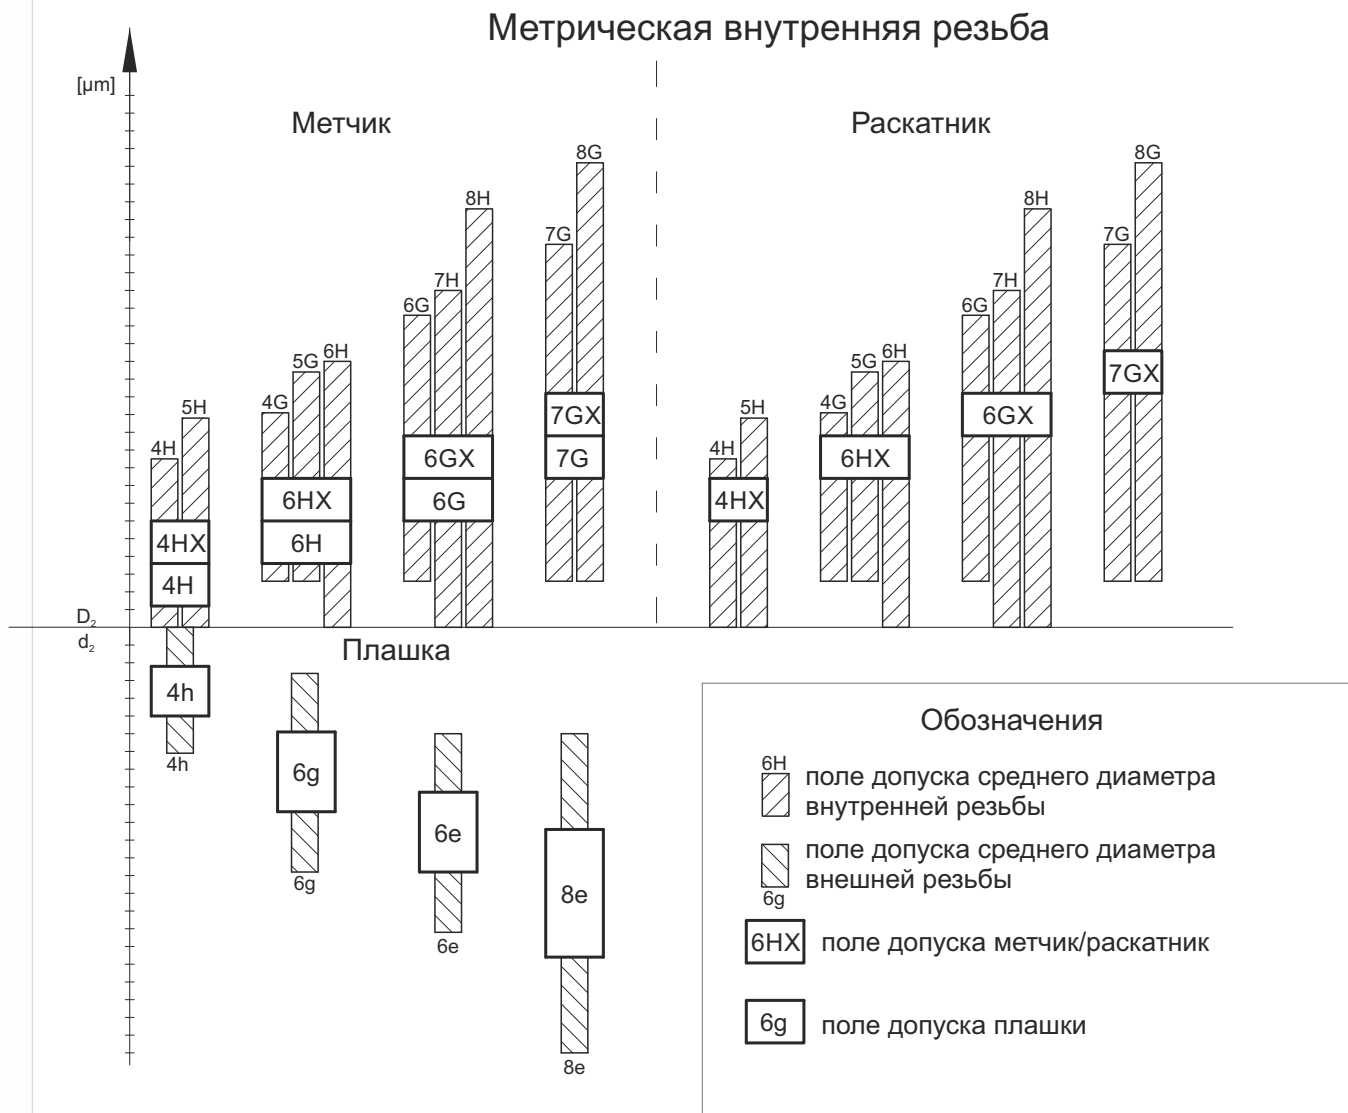 Метрическая внутренняя резьба
[µm]
Метчик
Раскатник
8G
8H
7G
7H
6G
6H
5G
4G
5H
4H
7GX
7G
6GX
6G
6HX
6H
4HX
4H
8G
8H
7G
7H
6G
6H
5G
4G
5H
4H
7GX
6GX
6HX
4HX
D₂
d₂
Плашка
4h
4h
6g
6g
6e
6e
8e
8e
Обозначения
6H
поле допуска среднего диаметра
внутренней резьбы
поле допуска среднего диаметра
внешней резьбы
6g
6HX
поле допуска метчик/раскатник
6g
поле допуска плашки